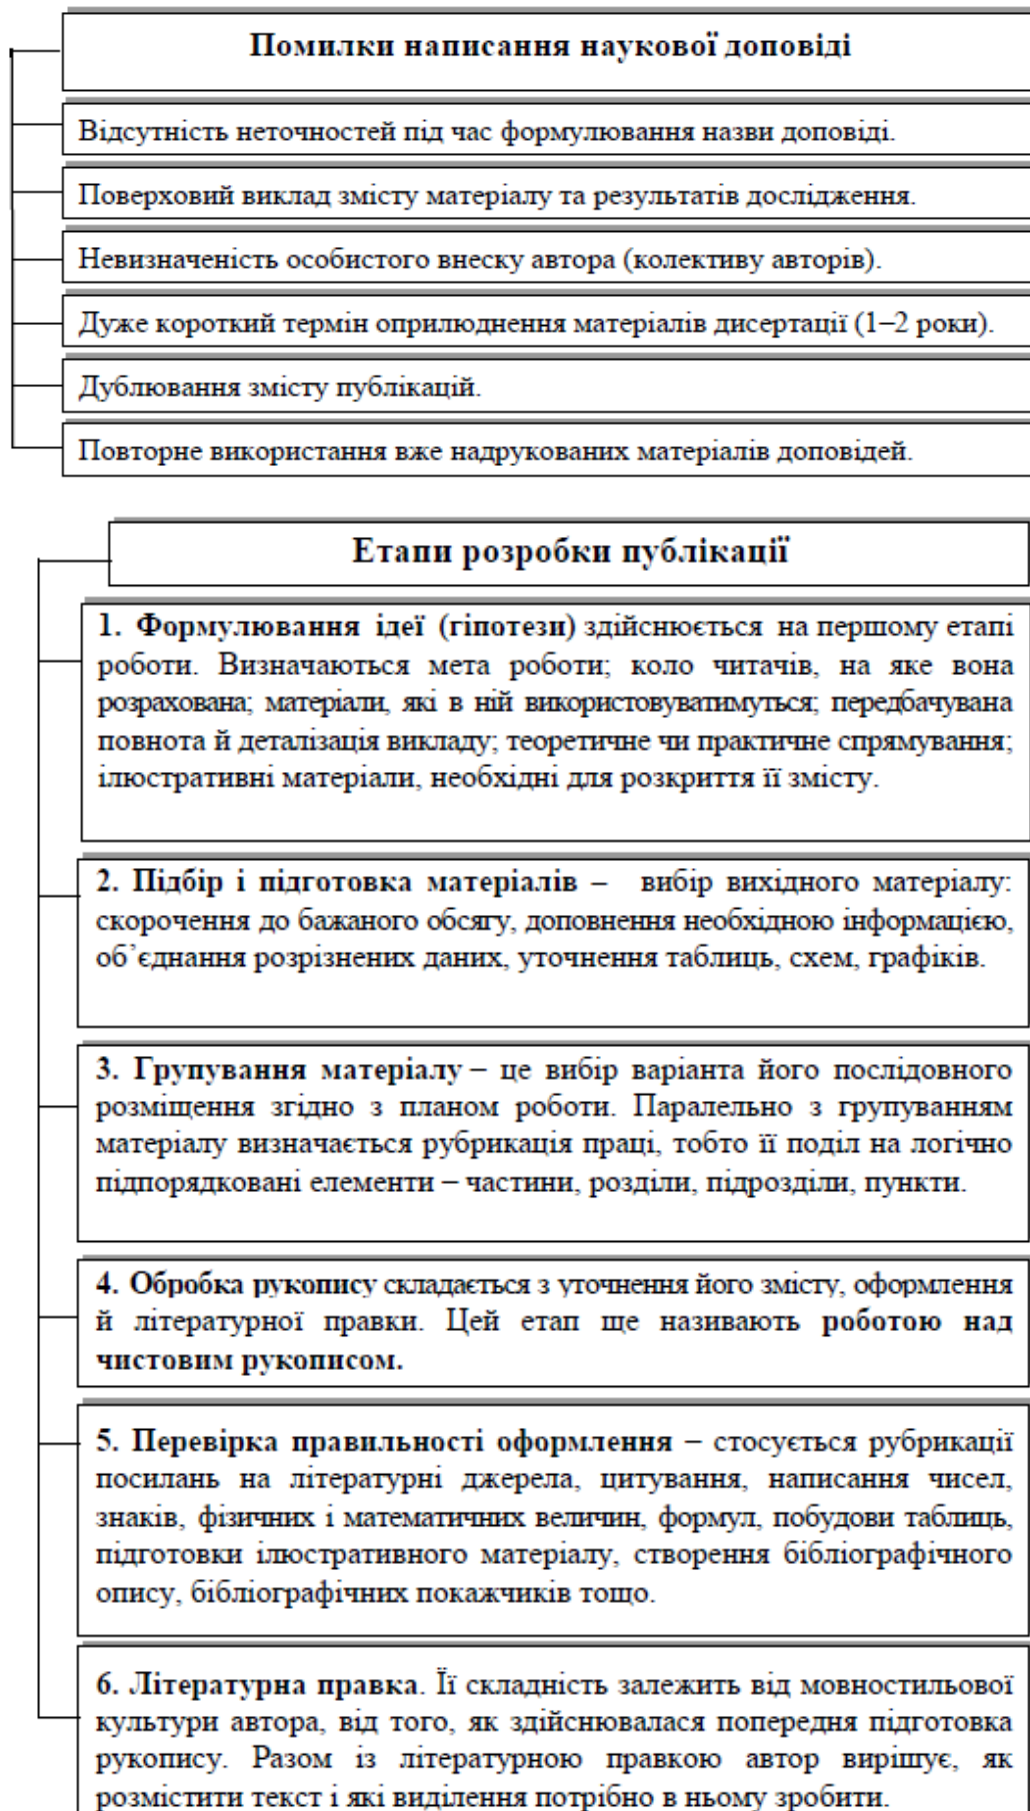 Помилки написання наукової доповіді
Відсутність неточностей під час формулювання назви доповіді.
Поверховий виклад змісту матеріалу та результатів дослідження.
Невизначеність особистого внеску автора (колективу авторів).
Дуже короткий термін оприлюднення матеріалів дисертації (1–2 роки).
Дублювання змісту публікацій.
Повторне використання вже надрукованих матеріалів доповідей.
Етапи розробки публікації
1. Формулювання ідеї (гіпотези) здійснюється на першому етапі
роботи. Визначаються мета роботи; коло читачів, на яке вона
розрахована; матеріали, які в ній використовуватимуться; передбачувана
повнота й деталізація викладу; теоретичне чи практичне спрямування;
ілюстративні матеріали, необхідні для розкриття її змісту.
2. Підбір і підготовка матеріалів – вибір вихідного матеріалу:
скорочення до бажаного обсягу, доповнення необхідною інформацією,
об’єднання розрізнених даних, уточнення таблиць, схем, графіків.
3. Групування матеріалу – це вибір варіанта його послідовного
розміщення згідно з планом роботи. Паралельно з групуванням
матеріалу визначається рубрикація праці, тобто її поділ на логічно
підпорядковані елементи – частини, розділи, підрозділи, пункти.
4. Обробка рукопису складається з уточнення його змісту, оформлення
й літературної правки. Цей етап ще називають роботою над
чистовим рукописом.
5. Перевірка правильності оформлення – стосується рубрикації
посилань на літературні джерела, цитування, написання чисел,
знаків, фізичних і математичних величин, формул, побудови таблиць,
підготовки ілюстративного матеріалу, створення бібліографічного
опису, бібліографічних покажчиків тощо.
6. Літературна правка. Її складність залежить від мовностильової
культури автора, від того, як здійснювалася попередня підготовка
рукопису. Разом із літературною правкою автор вирішує, як
розмістити текст і які виділення потрібно в ньому зробити.